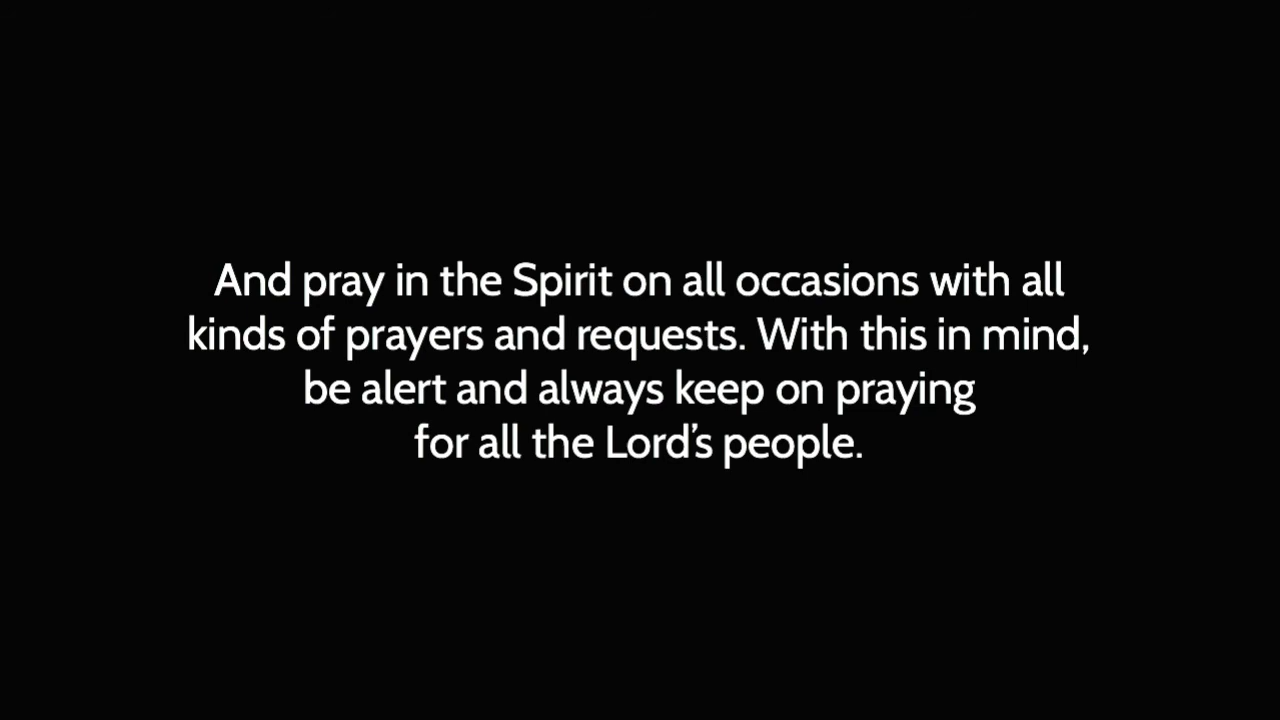 And pray in the Spirit on all occasions with all
kinds of prayers and requests. With this in mind,
be alert and always keep on praying
for all the Lord’s people.